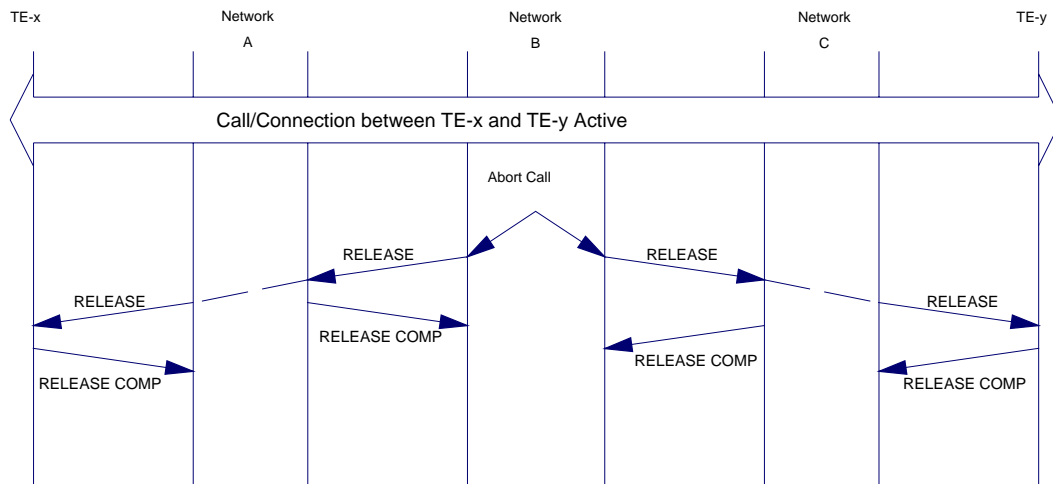 TE-x
Network
A
Network
B
Network
C
TE-y
Call/Connection between TE-x and TE-y Active
Abort Call
RELEASE
RELEASE
RELEASE
RELEASE
RELEASE COMP
RELEASE COMP
RELEASE COMP
RELEASE COMP